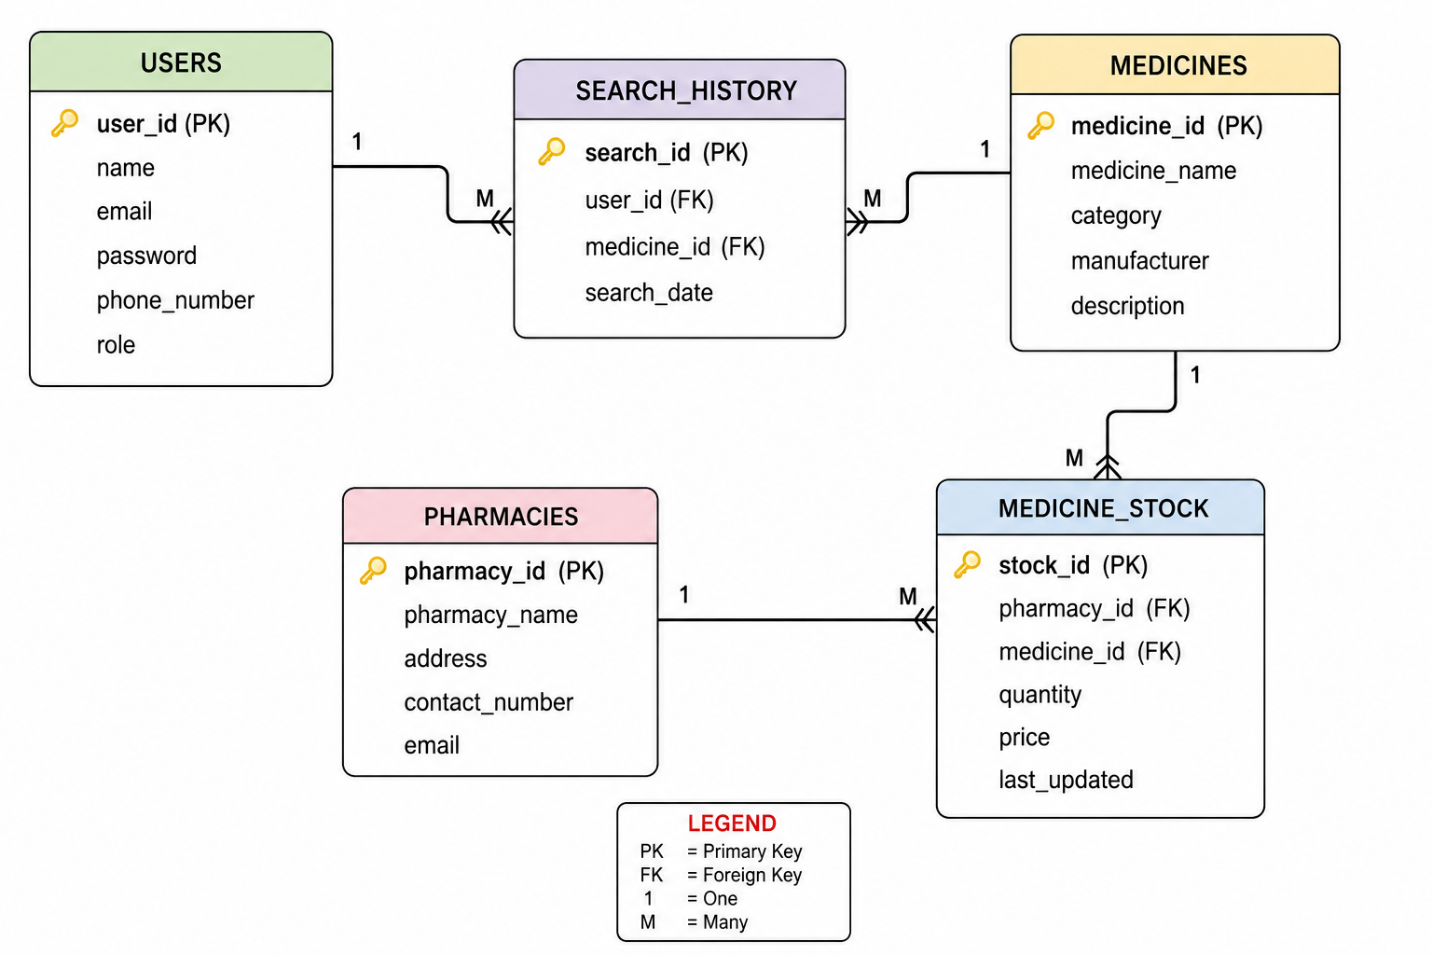 USERS
user_id (PK)
name
email
password
phone_number
role
1
M
SEARCH_HISTORY
search_id (PK)
user_id (FK)
medicine_id (FK)
search_date
M
1
MEDICINES
medicine_id (PK)
medicine_name
category
manufacturer
description
1
M
PHARMACIES
pharmacy_id (PK)
pharmacy_name
address
contact_number
email
1
M
MEDICINE_STOCK
stock_id (PK)
pharmacy_id (FK)
medicine_id (FK)
quantity
price
last_updated
LEGEND
PK = Primary Key
FK = Foreign Key
1 = One
M = Many